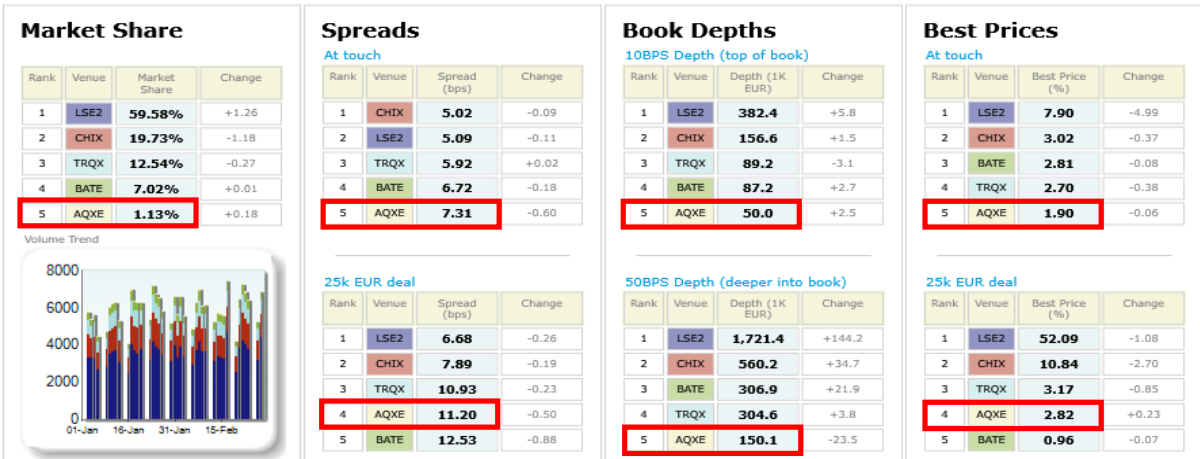 Market Share
Rank Venue Market Share Change
1 LSE2 59.58% +1.26
2 CHIX 19.73% -1.18
3 TRQX 12.54% -0.27
4 BATE 7.02% +0.01
5 AQXE 1.13% +0.18
Volume Trend
8000
6000
4000
2000
0
01-Jan 16-Jan 31-Jan 15-Feb
Spreads
At touch
Rank Venue Spread (bps) Change
1 CHIX 5.02 -0.09
2 LSE2 5.09 -0.11
3 TRQX 5.92 +0.02
4 BATE 6.72 -0.18
5 AQXE 7.31 -0.60
25k EUR deal
Rank Venue Spread (bps) Change
1 LSE2 6.68 -0.26
2 CHIX 7.89 -0.19
3 TRQX 10.93 -0.23
4 AQXE 11.20 -0.50
5 BATE 12.53 -0.88
Book Depths
10BPS Depth (top of book)
Rank Venue Depth (1K EUR) Change
1 LSE2 382.4 +5.8
2 CHIX 156.6 +1.5
3 TRQX 89.2 -3.1
4 BATE 87.2 +2.7
5 AQXE 50.0 +2.5
50BPS Depth (deeper into book)
Rank Venue Depth (1K EUR) Change
1 LSE2 1,721.4 +144.2
2 CHIX 560.2 +34.7
3 BATE 306.9 +21.9
4 TRQX 304.6 +3.8
5 AQXE 150.1 -23.5
Best Prices
At touch
Rank Venue Best Price (%) Change
1 LSE2 7.90 -4.99
2 CHIX 3.02 -0.37
3 BATE 2.81 -0.08
4 TRQX 2.70 -0.38
5 AQXE 1.90 -0.06
25k EUR deal
Rank Venue Best Price (%) Change
1 LSE2 52.09 -1.08
2 CHIX 10.84 -2.70
3 TRQX 3.17 -0.85
4 AQXE 2.82 +0.23
5 BATE 0.96 -0.07